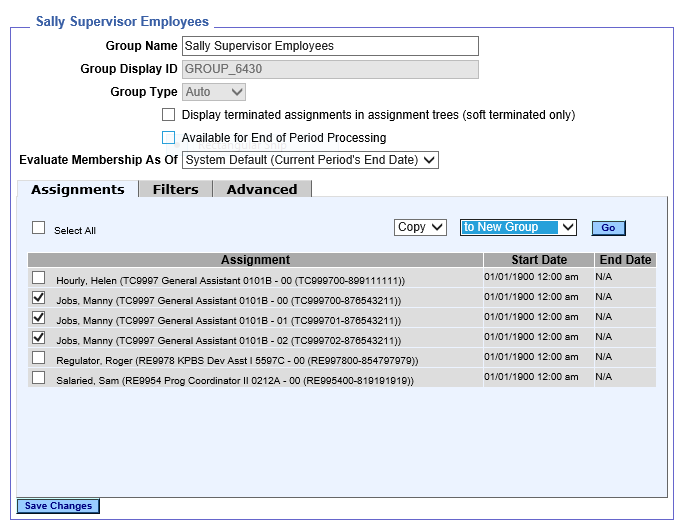 Sally Supervisor Employees
Group Name Sally Supervisor Employees
Group Display ID GROUP_6430
Group Type Auto
Display terminated assignments in assignment trees (soft terminated only)
Available for End of Period Processing
Evaluate Membership As Of System Default (Current Period's End Date)
Assignments Filters Advanced
Select All Copy to New Group Go
Assignment Start Date End Date
Hourly, Helen (TC9997 General Assistant 0101B - 00 (TC999700-899111111)) 01/01/1900 12:00 am N/A
Jobs, Manny (TC9997 General Assistant 0101B - 00 (TC999700-876543211)) 01/01/1900 12:00 am N/A
Jobs, Manny (TC9997 General Assistant 0101B - 01 (TC999701-876543211)) 01/01/1900 12:00 am N/A
Jobs, Manny (TC9997 General Assistant 0101B - 02 (TC999702-876543211)) 01/01/1900 12:00 am N/A
Regulator, Roger (RE9978 KPBS Dev Asst I 5597C - 00 (RE997800-854797979)) 01/01/1900 12:00 am N/A
Salaried, Sam (RE9954 Prog Coordinator II 0212A - 00 (RE995400-819191919)) 01/01/1900 12:00 am N/A
Save Changes